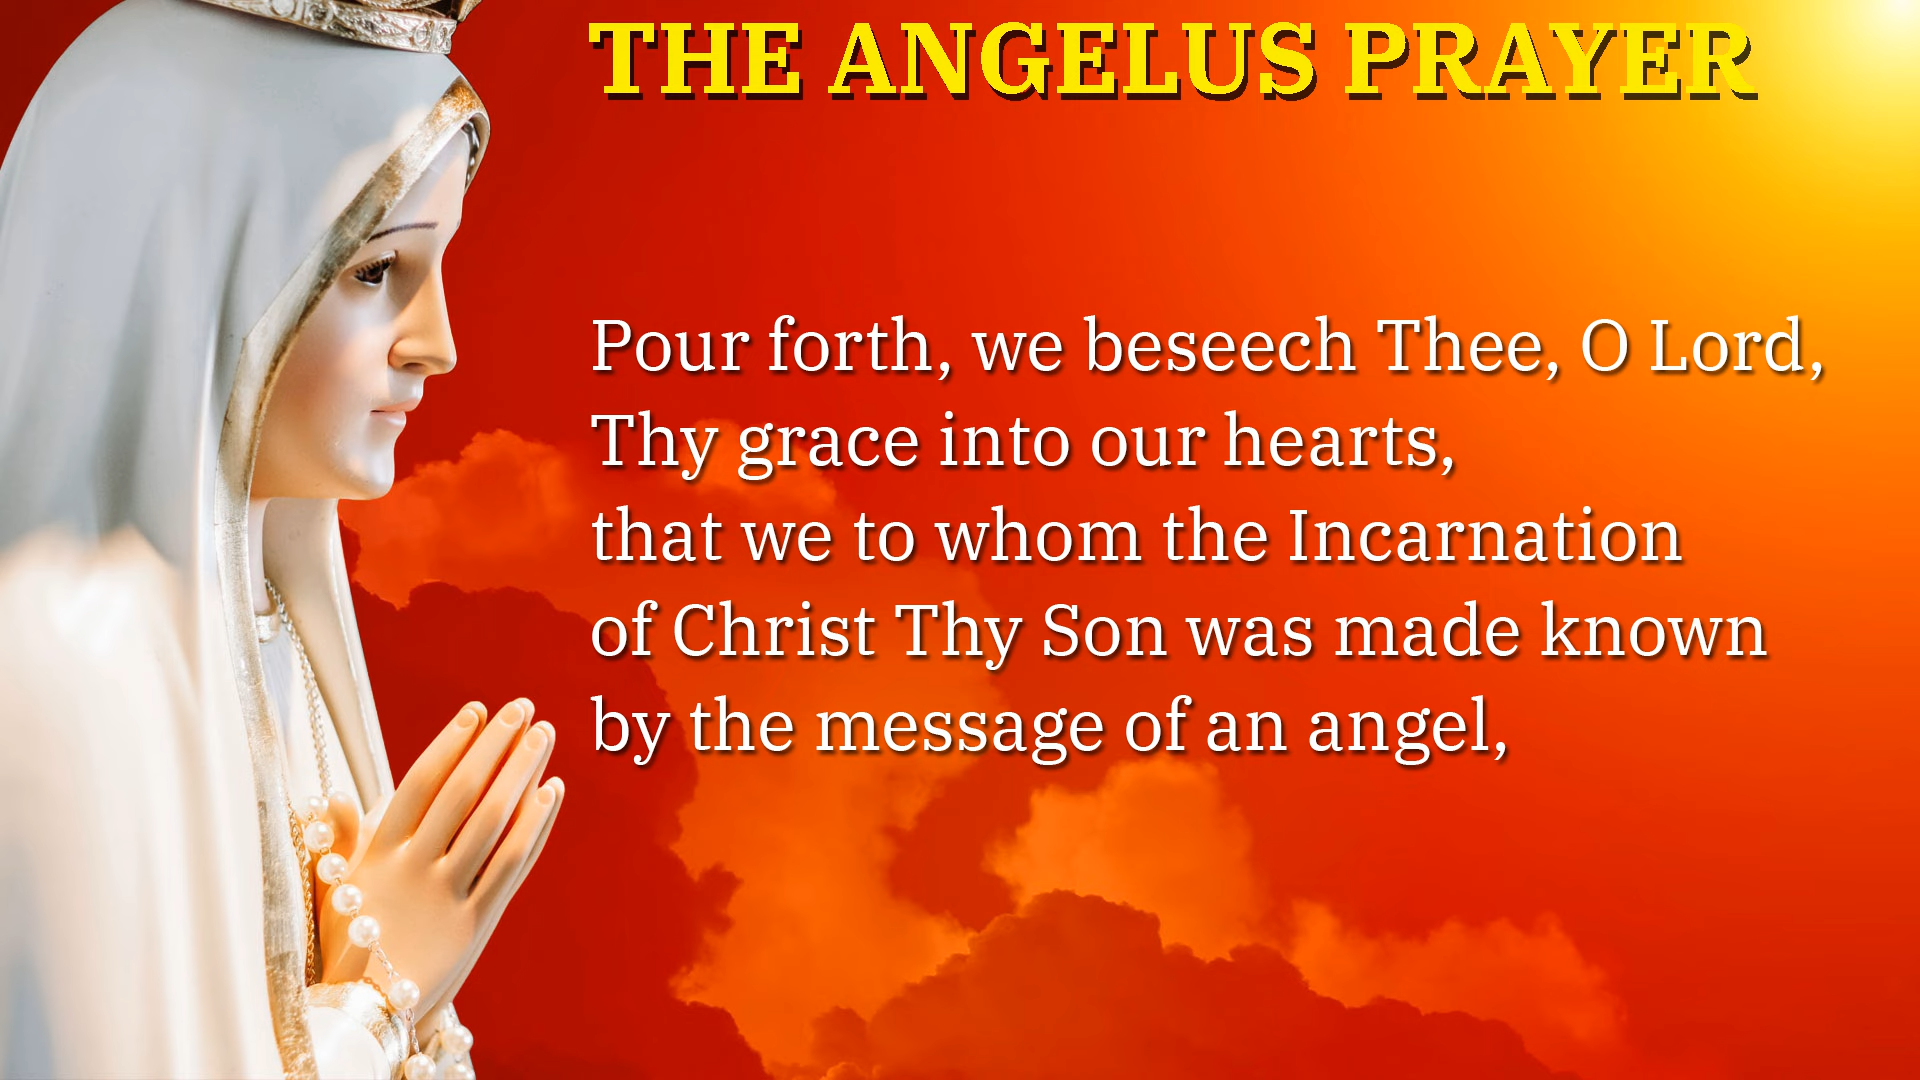 THE ANGELUS PRAYER
Pour forth, we beseech Thee, O Lord,
Thy grace into our hearts,
that we to whom the Incarnation
of Christ Thy Son was made known
by the message of an angel,